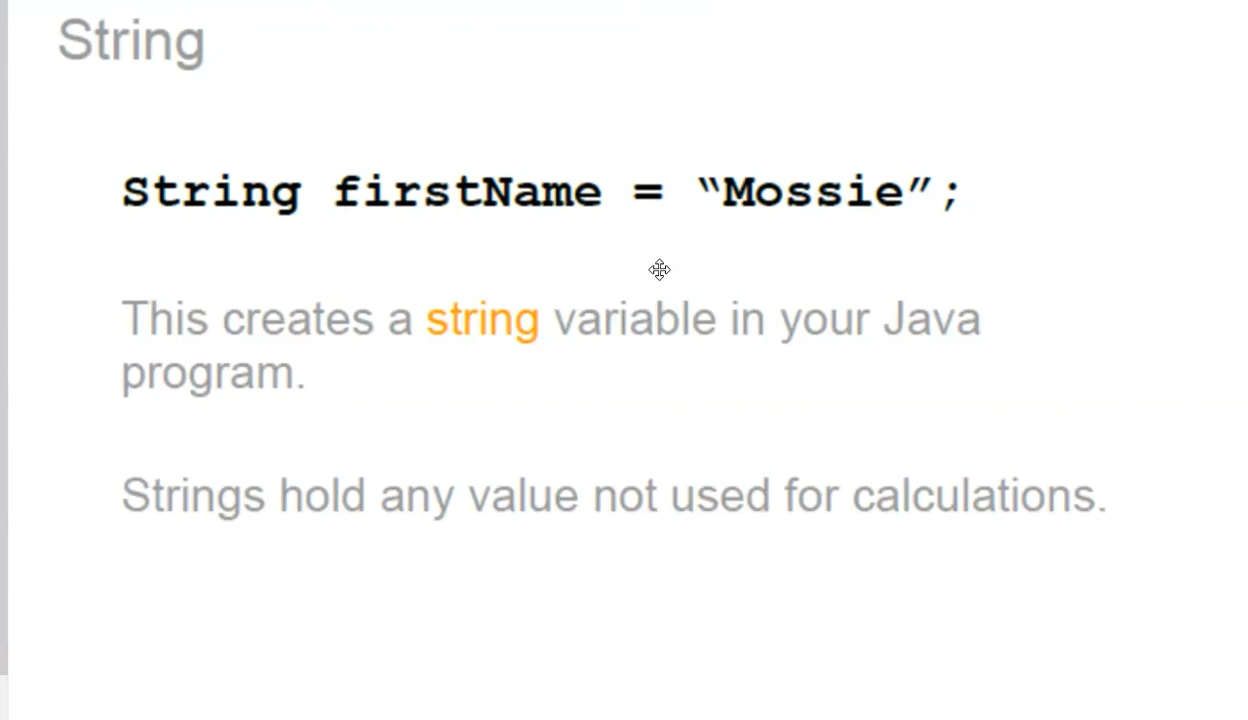 String
String firstName = “Mossie”;
This creates a string variable in your Java
program.
Strings hold any value not used for calculations.